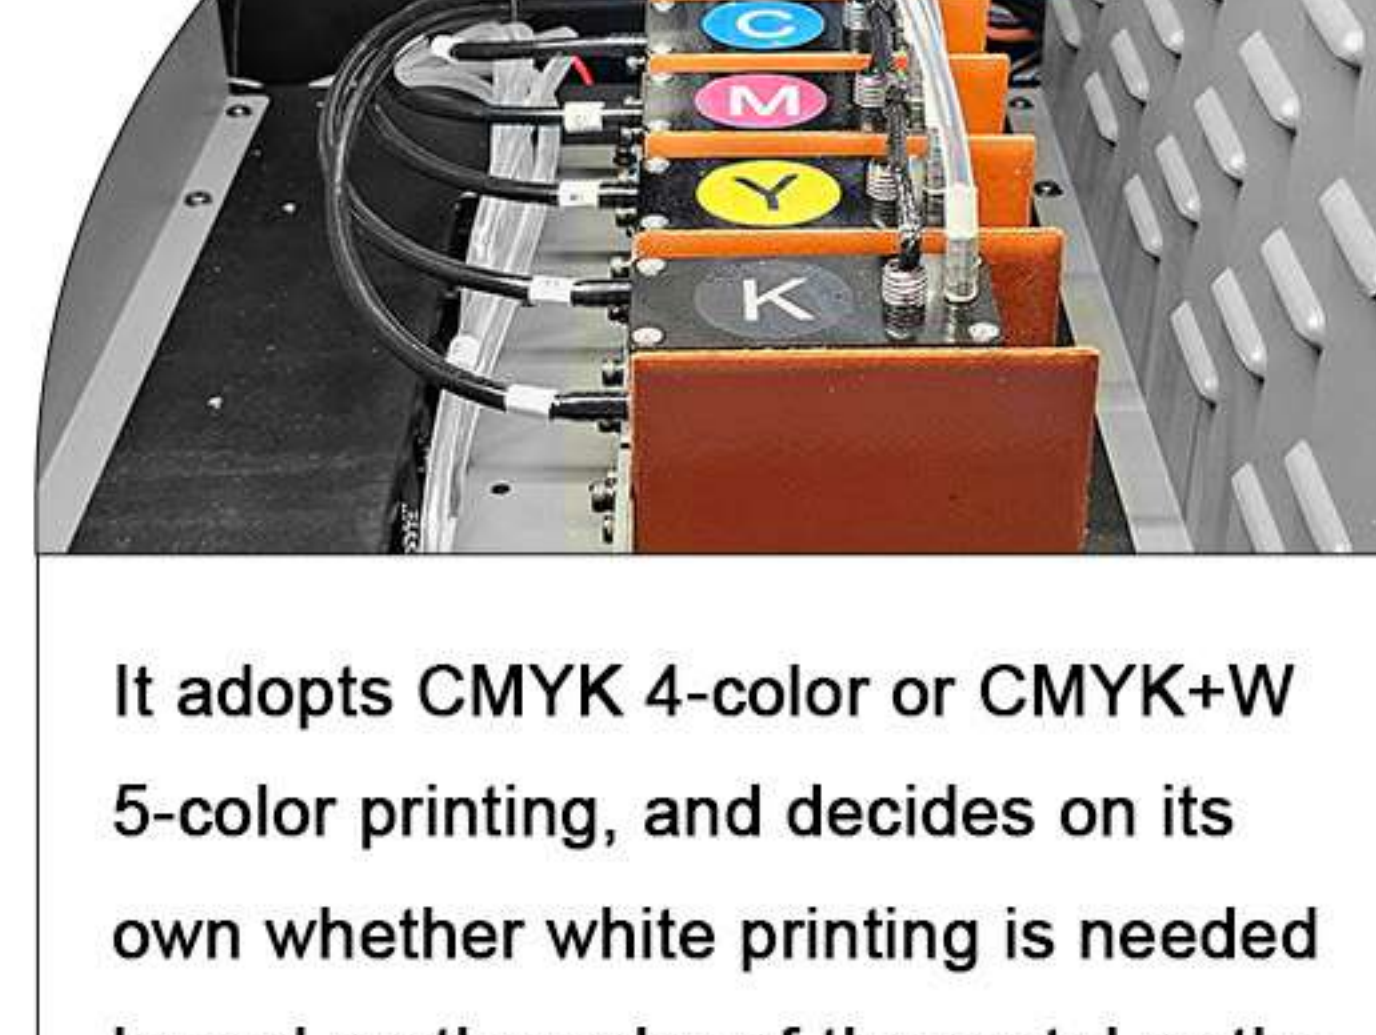 C
M
Y
K
It adopts CMYK 4-color or CMYK+W
5-color printing, and decides on its
own whether white printing is needed